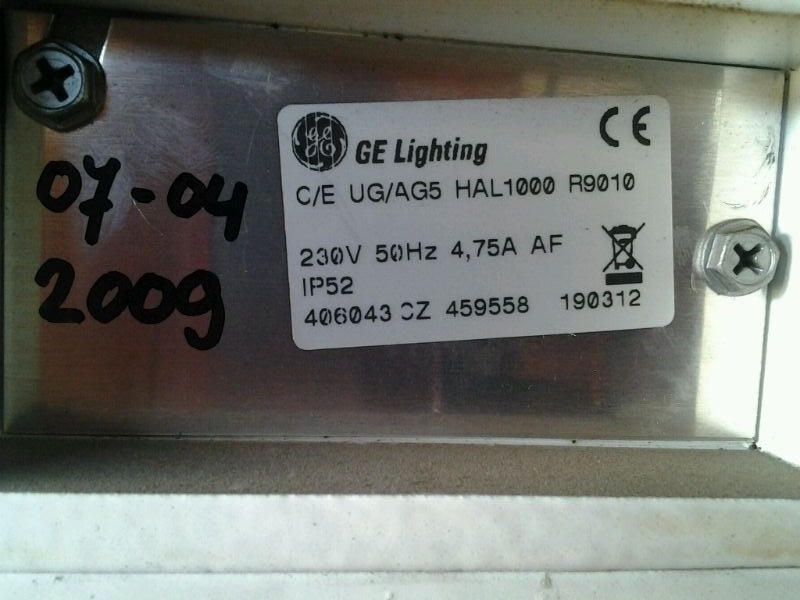 07-04
2009
GE Lighting
CE
C/E UG/AG5 HAL1000 R9010
230V 50Hz 4,75A AF
IP52
406043 CZ 459558 190312